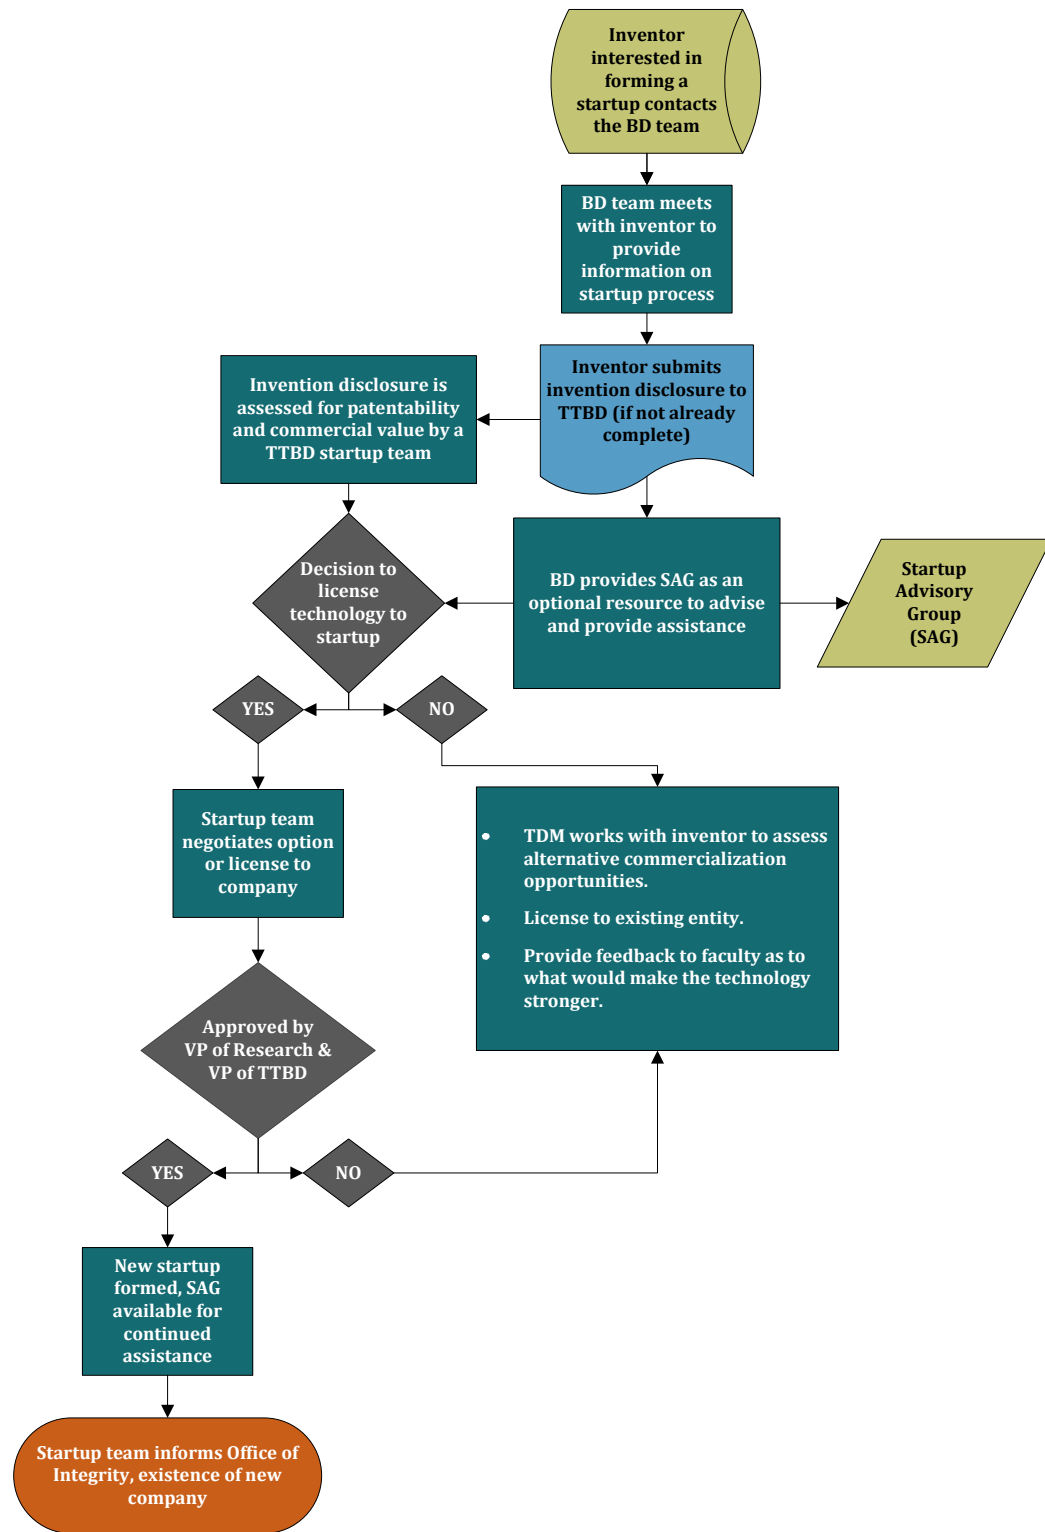 Inventor
interested in
forming a
startup contacts
the BD team
BD team meets
with inventor to
provide
information on
startup process
Invention disclosure is
assessed for patentability
and commercial value by a
TTBD startup team
Inventor submits
invention disclosure to
TTBD (if not already
complete)
Decision to
license
technology to
startup
BD provides SAG as an
optional resource to advise
and provide assistance
Startup
Advisory
Group
(SAG)
YES
NO
Startup team
negotiates option
or license to
company
• TDM works with inventor to assess
alternative commercialization
opportunities.
• License to existing entity.
• Provide feedback to faculty as to
what would make the technology
stronger.
Approved by
VP of Research &
VP of TTBD
YES
NO
New startup
formed, SAG
available for
continued
assistance
Startup team informs Office of
Integrity, existence of new
company